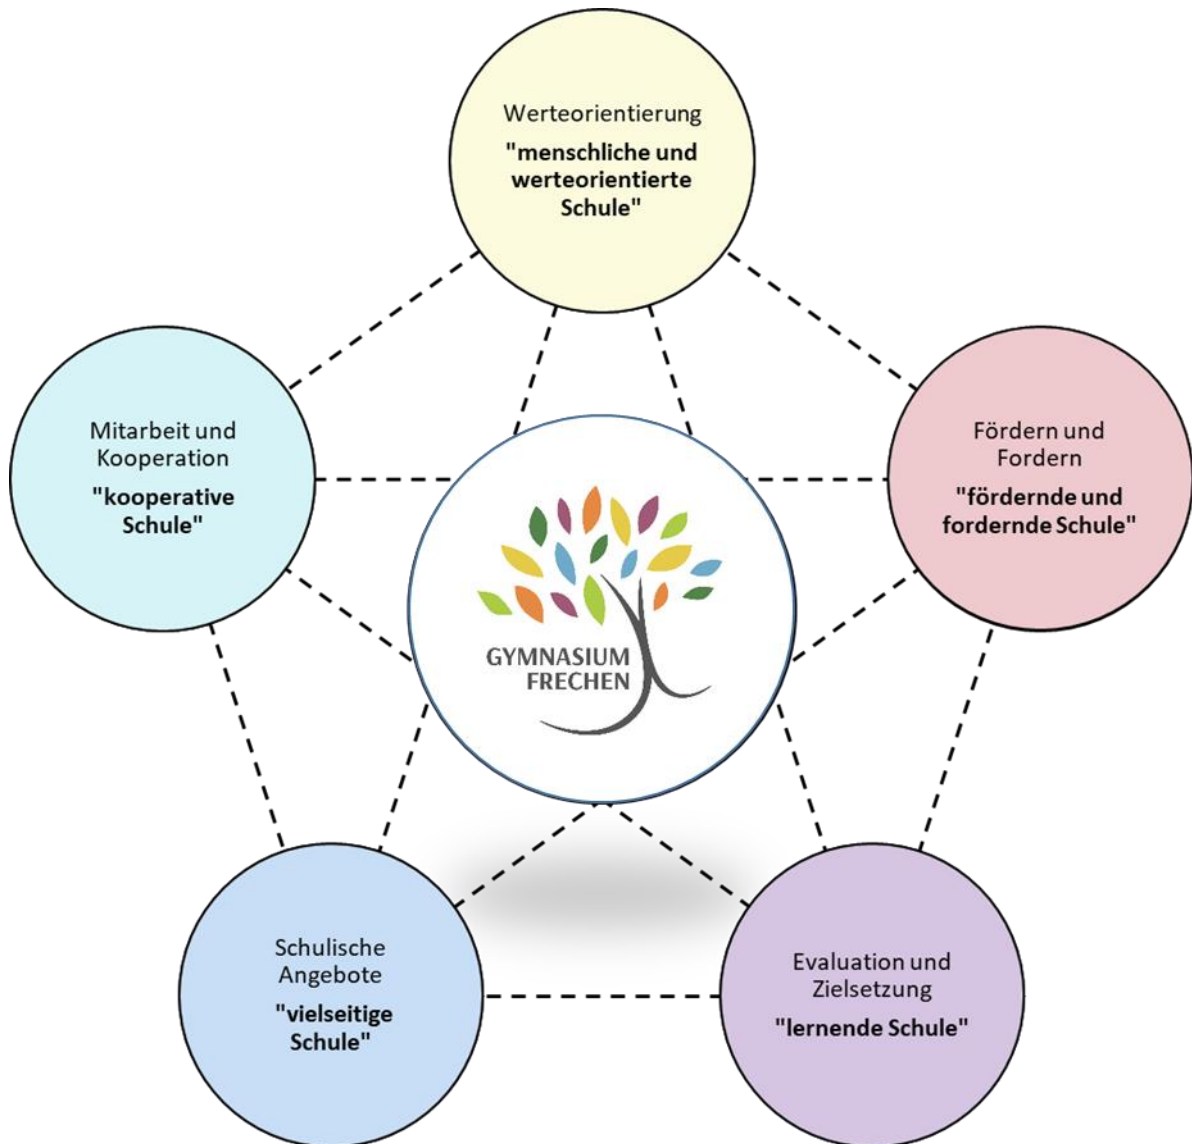 Werteorientierung
"menschliche und
werteorientierte
Schule"
Mitarbeit und
Kooperation
"kooperative
Schule"
Fördern und
Fordern
"fördernde und
fordernde Schule"
GYMNASIUM
FRECHEN
Schulische
Angebote
"vielseitige
Schule"
Evaluation und
Zielsetzung
"lernende Schule"